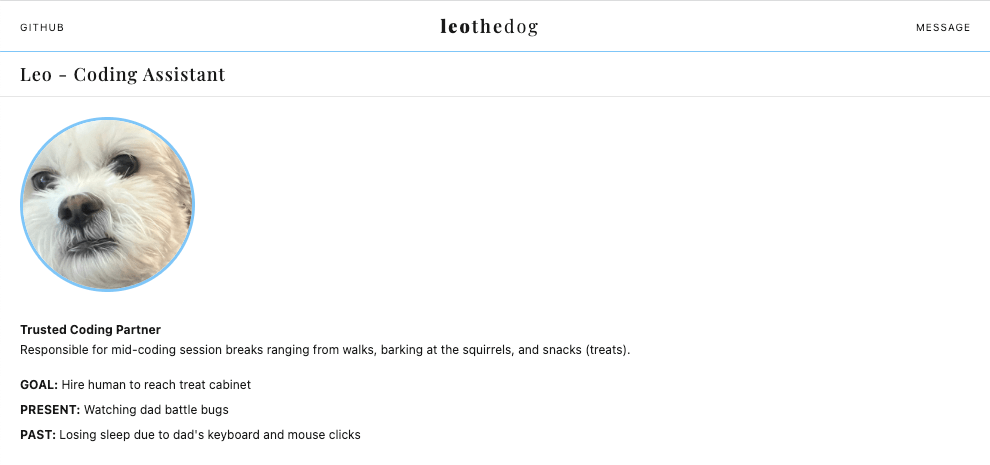 GITHUB
leothedog
MESSAGE
Leo - Coding Assistant
Trusted Coding Partner
Responsible for mid-coding session breaks ranging from walks, barking at the squirrels, and snacks (treats).
GOAL: Hire human to reach treat cabinet
PRESENT: Watching dad battle bugs
PAST: Losing sleep due to dad's keyboard and mouse clicks